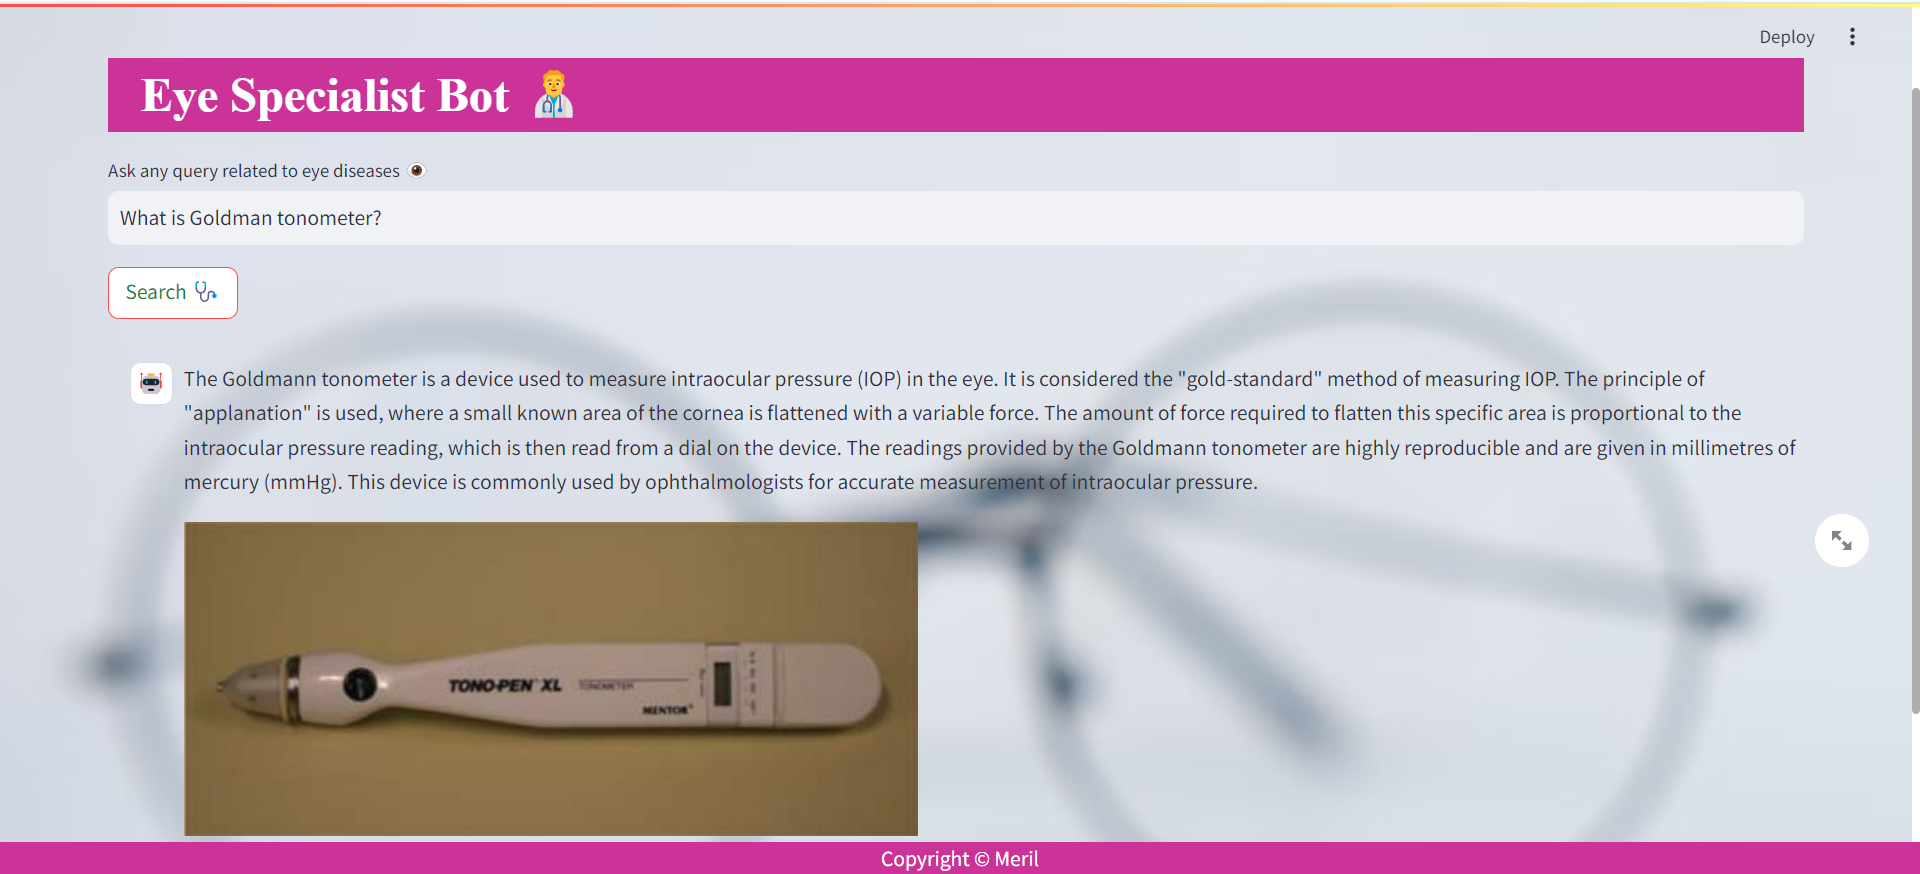 Deploy
Eye Specialist Bot
Ask any query related to eye diseases
What is Goldman tonometer?
Search
The Goldmann tonometer is a device used to measure intraocular pressure (IOP) in the eye. It is considered the "gold-standard" method of measuring IOP. The principle of
"applanation" is used, where a small known area of the cornea is flattened with a variable force. The amount of force required to flatten this specific area is proportional to the
intraocular pressure reading, which is then read from a dial on the device. The readings provided by the Goldmann tonometer are highly reproducible and are given in millimetres of
mercury (mmHg). This device is commonly used by ophthalmologists for accurate measurement of intraocular pressure.
TONO-PEN XL TONOMETER
MENTOR
Copyright © Meril